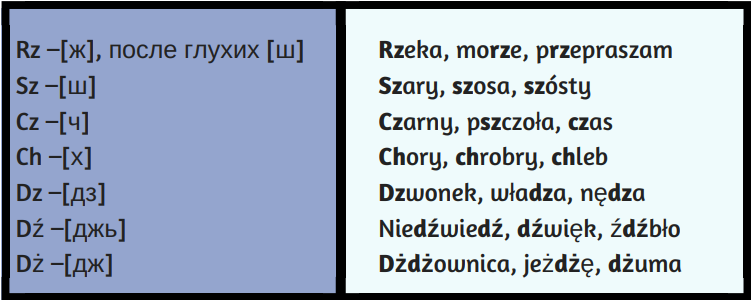 Rz –[ж], после глухих [ш]
Sz –[ш]
Cz –[ч]
Ch –[х]
Dz –[дз]
Dź –[джь]
Dż –[дж]
Rzeka, morze, przepraszam
Szary, szosa, szósty
Czarny, pszczoła, czas
Chory, chrobry, chleb
Dzwonek, władza, nędza
Niedźwiedź, dźwięk, źdźbło
Dżdżownica, jeżdżę, dżuma